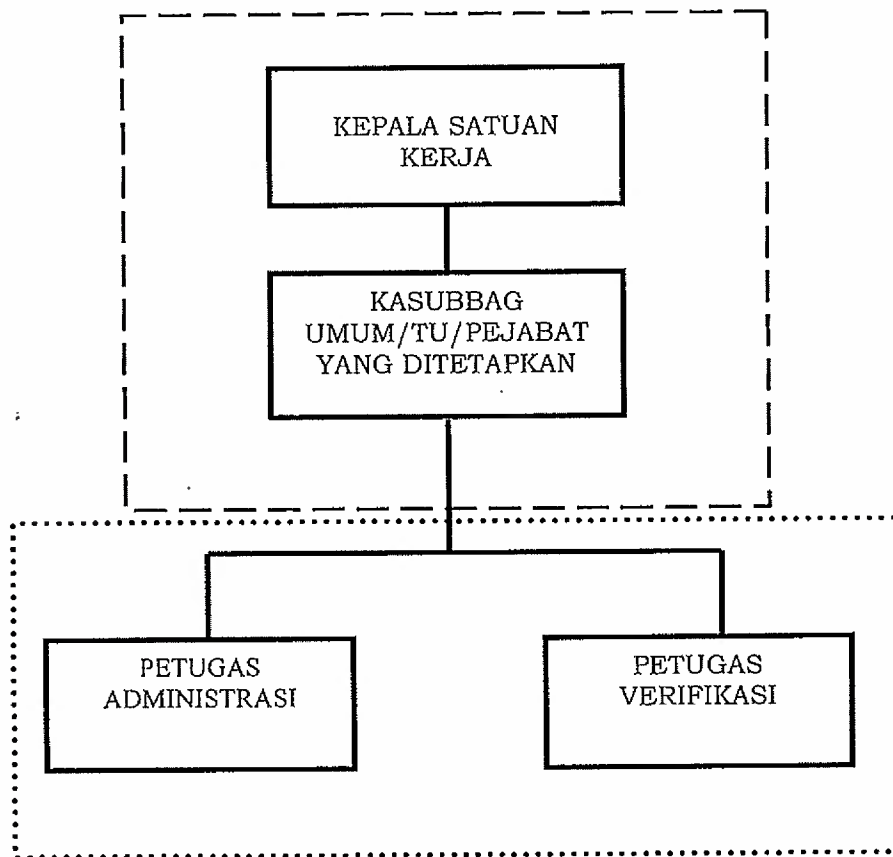 KEPALA SATUAN
KERJA
KASUBBAG
UMUM/TU/PEJABAT
YANG DITETAPKAN
PETUGAS
ADMINISTRASI
PETUGAS
VERIFIKASI